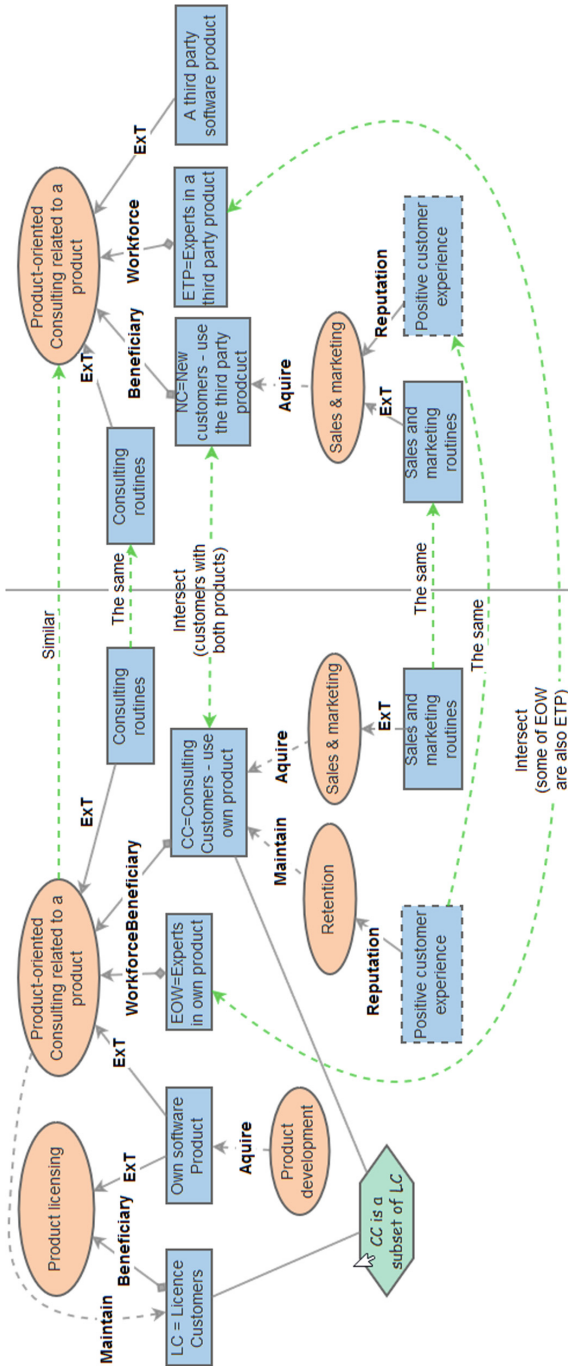 Product licensing
Product-oriented
Consulting related to a
product
Similar
Product-oriented
Consulting related to a
product
Maintain
Beneficiary
ExT
ExT
Workforce
Beneficiary
ExT
Consulting
routines
The same
Consulting
routines
ExT
Beneficiary
Workforce
ExT
LC = Licence
Customers
Own software
Product
EOW=Experts
in own product
CC=Consulting
Customers - use
own product
Intersect
(customers with
both products)
NC=New
customers - use
the third party
prodcuct
ETP=Experts in a
third party product
A third party
software product
Aquire
Maintain
Aquire
Aquire
Product
development
Retention
Sales & marketing
Sales & marketing
Reputation
ExT
ExT
Reputation
CC is a
subset of LC
Positive customer
experience
Sales and
marketing
routines
The same
Sales and
marketing
routines
Positive customer
experience
The same
Intersect
(some of EOW
are also ETP)